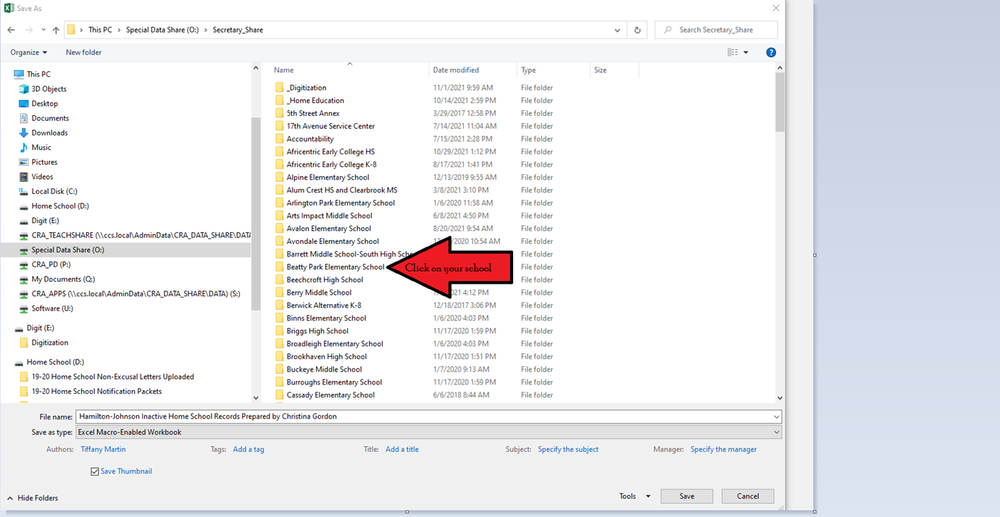 Save As
This PC > Special Data Share (O:) > Secretary_Share
Search Secretary_Share
Organize New folder
This PC
3D Objects
Desktop
Documents
Downloads
Music
Pictures
Videos
Local Disk (C:)
Home School (D:)
Digit (E:)
CRA_TEACHSHARE (\\ccs.local\AdminData\CRA_DATA_SHARE\DATA
Special Data Share (O:)
CRA_PD (P:)
My Documents (Q:)
CRA_APPS (\\ccs.local\AdminData\CRA_DATA_SHARE\DATA) (S:)
Software (U:)
Digit (E:)
Digitization
Home School (D:)
19-20 Home School Non-Excusal Letters Uploaded
19-20 Home School Notification Packets
Name Date modified Type Size
_Digitization 11/1/2021 9:59 AM File folder
_Home Education 10/14/2021 2:59 PM File folder
5th Street Annex 3/29/2017 12:58 PM File folder
17th Avenue Service Center 7/14/2021 11:04 AM File folder
Accountability 7/15/2021 2:28 PM File folder
Africentric Early College HS 10/29/2021 1:12 PM File folder
Africentric Early College K-8 8/17/2021 1:41 PM File folder
Alpine Elementary School 12/13/2019 9:55 AM File folder
Alum Crest HS and Clearbrook MS 3/8/2021 3:10 PM File folder
Arlington Park Elementary School 1/6/2020 11:58 AM File folder
Arts Impact Middle School 6/8/2021 4:50 PM File folder
Avalon Elementary School 8/20/2021 9:54 AM File folder
Avondale Elementary School 2020 10:54 AM File folder
Barrett Middle School-South High File folder
Beatty Park Elementary School File folder
Click on your school
Beechcroft High School File folder
Berry Middle School 2021 4:12 PM File folder
Berwick Alternative K-8 12/18/2017 3:06 PM File folder
Binns Elementary School 1/6/2020 4:03 PM File folder
Briggs High School 11/17/2020 1:59 PM File folder
Broadleigh Elementary School 1/6/2020 4:03 PM File folder
Brookhaven High School 11/17/2020 1:51 PM File folder
Buckeye Middle School 1/7/2020 9:13 AM File folder
Burroughs Elementary School 11/17/2020 1:59 PM File folder
Cassady Elementary School 6/6/2018 8:44 AM File folder
File name: Hamilton-Johnson Inactive Home School Records Prepared by Christina Gordon
Save as type: Excel Macro-Enabled Workbook
Authors: Tiffany Martin Tags: Add a tag Title: Add a title Subject: Specify the subject Manager: Specify the manager
Save Thumbnail
Hide Folders Tools Save Cancel